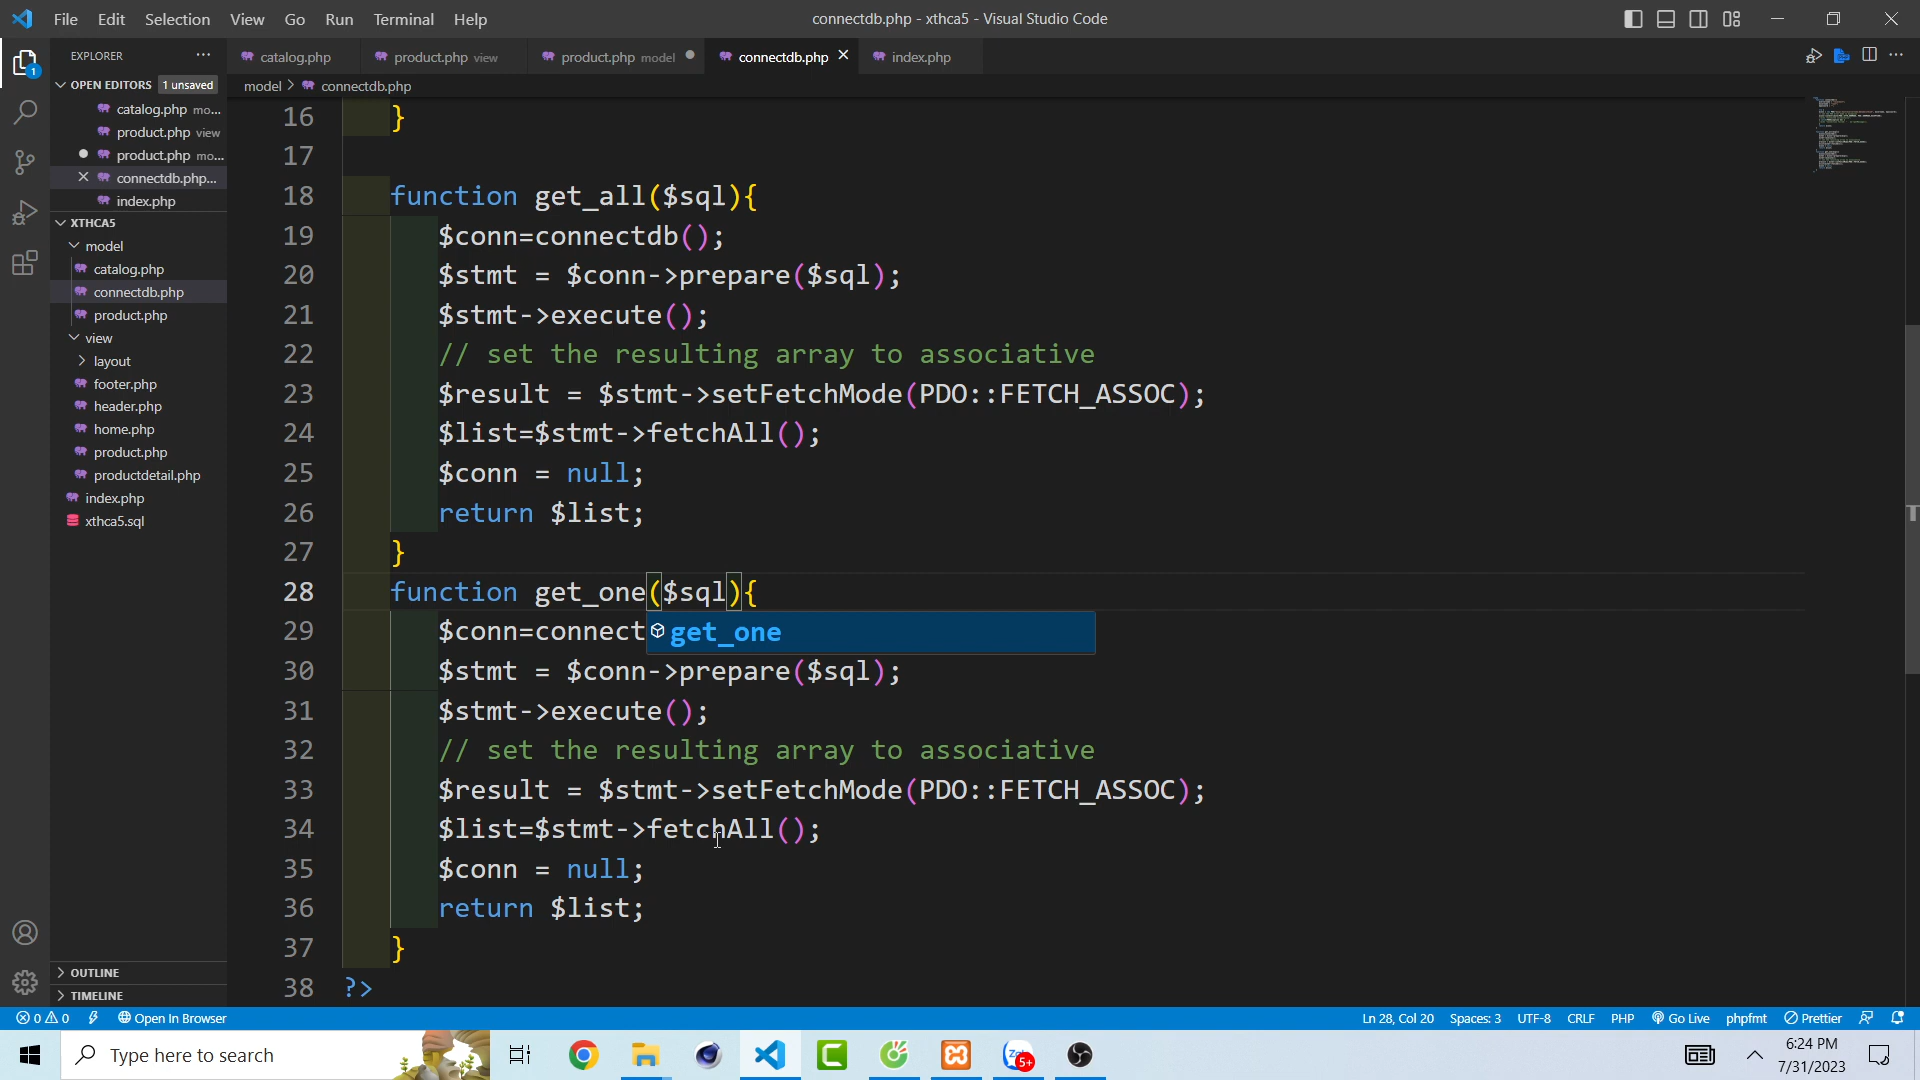 File Edit Selection View Go Run Terminal Help
connectdb.php - xthca5 - Visual Studio Code
EXPLORER
OPEN EDITORS 1 unsaved
catalog.php mo...
product.php view
product.php mo...
connectdb.php...
index.php
XTHCA5
model
catalog.php
connectdb.php
product.php
view
layout
footer.php
header.php
home.php
product.php
productdetail.php
index.php
xthca5.sql
OUTLINE
TIMELINE
catalog.php product.php view product.php model connectdb.php index.php
model > connectdb.php
16 }
17
18 function get_all($sql){
19 $conn=connectdb();
20 $stmt = $conn->prepare($sql);
21 $stmt->execute();
22 // set the resulting array to associative
23 $result = $stmt->setFetchMode(PDO::FETCH_ASSOC);
24 $list=$stmt->fetchAll();
25 $conn = null;
26 return $list;
27 }
28 function get_one($sql){
29 $conn=connect
get_one
30 $stmt = $conn->prepare($sql);
31 $stmt->execute();
32 // set the resulting array to associative
33 $result = $stmt->setFetchMode(PDO::FETCH_ASSOC);
34 $list=$stmt->fetchAll();
35 $conn = null;
36 return $list;
37 }
38 ?>
0 0 Open In Browser
Ln 28, Col 20 Spaces: 3 UTF-8 CRLF PHP Go Live phpfmt Prettier
Type here to search
5+
6:24 PM
7/31/2023